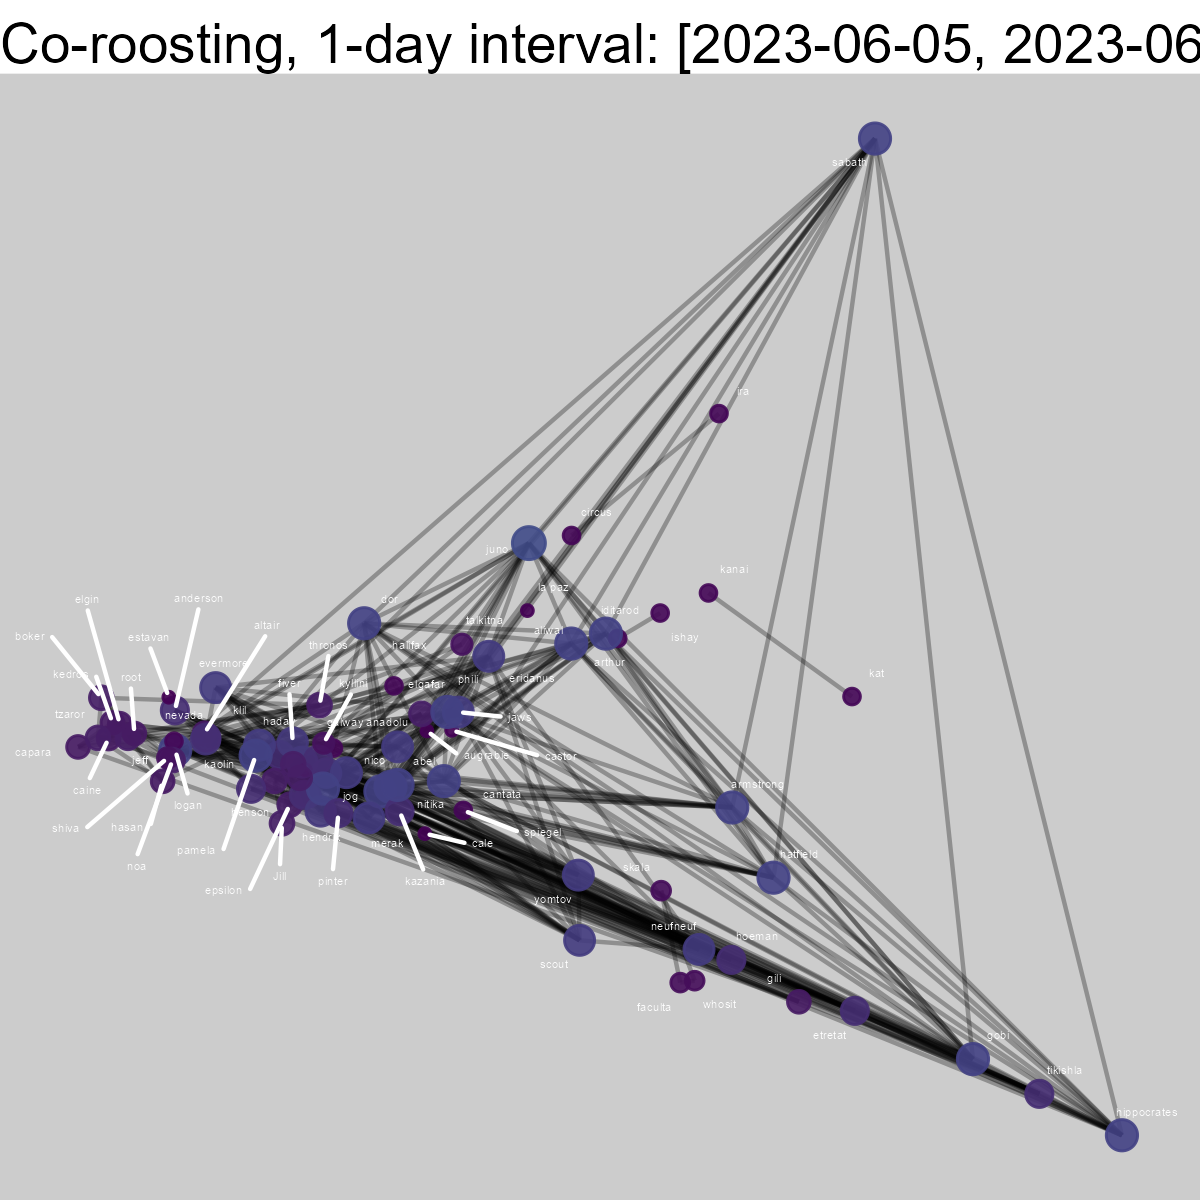 Co-roosting, 1-day interval: [2023-06-05, 2023-06
sabath
ira
circus
juno
kanai
la paz
dor
iditarod
talkitna
ativai
ishay
arthur
halifax
elgin
anderson
altair
boker
estavan
thronos
evermore
kedros
root
fiver
kyllini
elgafar
phili
eridanus
kat
tzaror
nevada
klil
haday
galway
anadolu
jaws
capara
jeff
kaolin
nico
abel
augrabie
castor
caine
logan
henson
jog
nitika
cantata
armstrong
shiva
hasan
hendrix
merak
cale
spiegel
noa
pamela
epsilon
Jill
pinter
kazania
hatfield
skala
yomtov
neufneuf
hoeman
scout
gili
faculta
whosit
etretat
gobi
tikishla
hippocrates